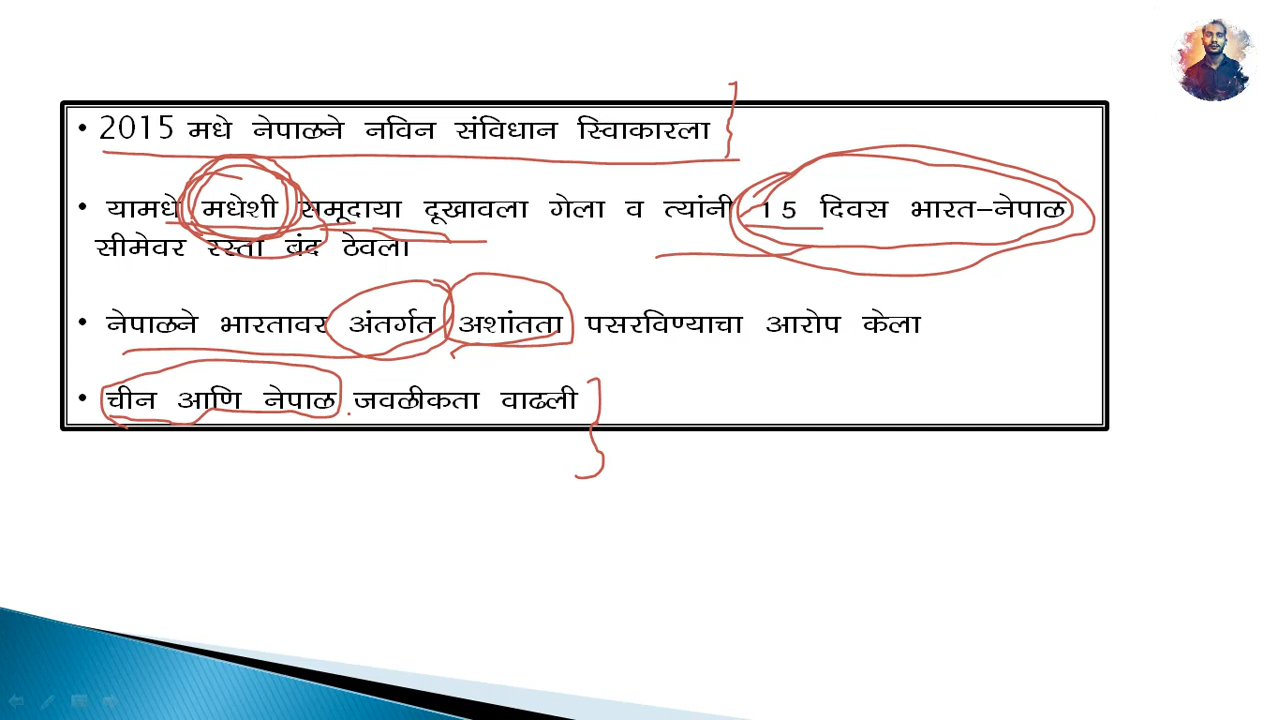 • 2015 मधे नेपाळने नविन संविधान स्विाकारला
• यामधे मधेशी समूदाया दूखावला गेला व त्यांनी 15 दिवस भारत-नेपाळ
सीमेवर रस्ता बंद ठेवला
• नेपाळने भारतावर अंतर्गत अशांतता पसरविण्याचा आरोप केला
• चीन आणि नेपाळ जवळीकता वाढली